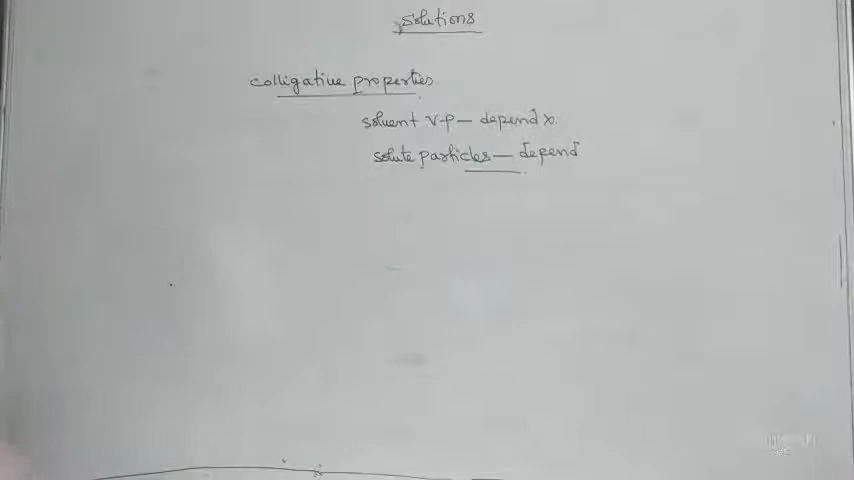 Solutions
colligative properties
solvent v.p — depend x
solute particles — depend